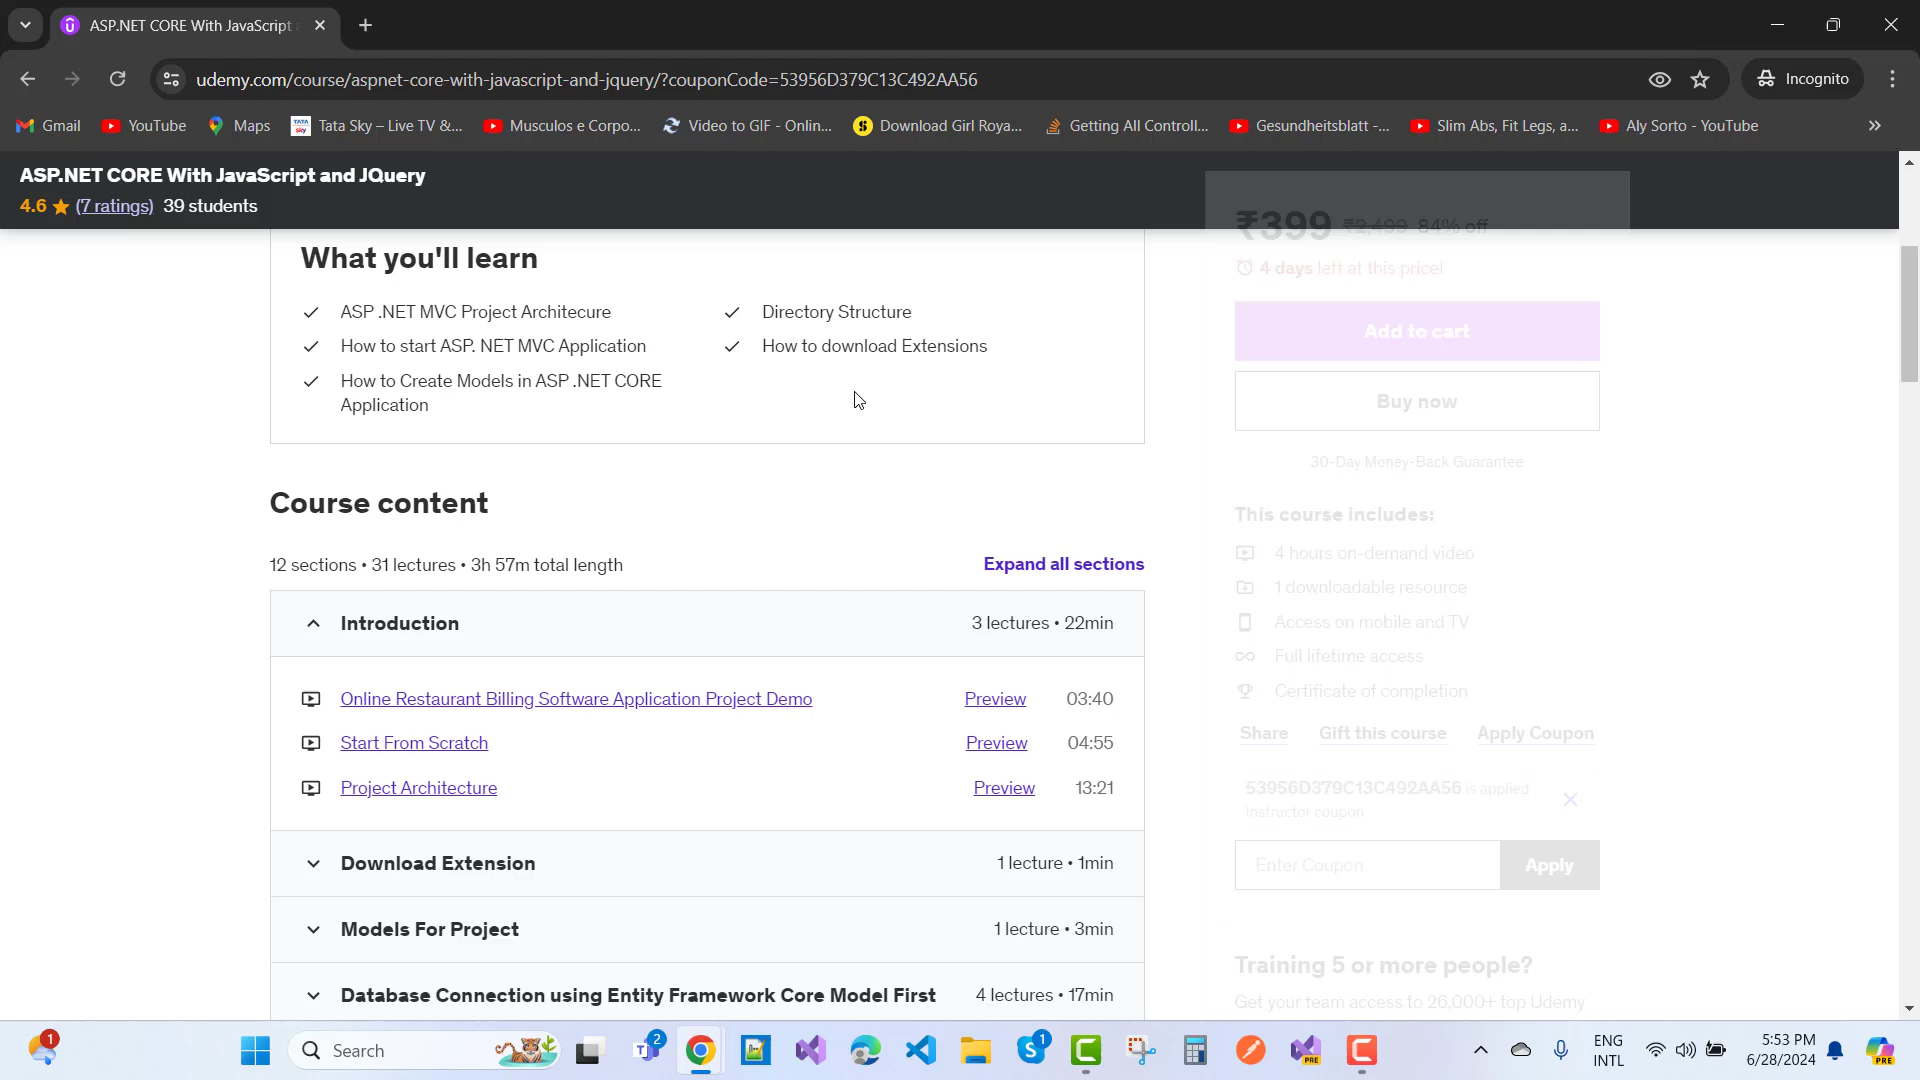 ASP.NET CORE With JavaScript
udemy.com/course/aspnet-core-with-javascript-and-jquery/?couponCode=53956D379C13C492AA56
Incognito
Gmail
YouTube
Maps
TATA sky
Tata Sky – Live TV &...
Musculos e Corpo...
Video to GIF - Onlin...
Download Girl Roya...
Getting All Controll...
Gesundheitsblatt -...
Slim Abs, Fit Legs, a...
Aly Sorto - YouTube
ASP.NET CORE With JavaScript and JQuery
4.6 ★ (7 ratings) 39 students
₹399 ₹2,499 84% off
4 days left at this price!
Add to cart
Buy now
30-Day Money-Back Guarantee
This course includes:
4 hours on-demand video
1 downloadable resource
Access on mobile and TV
Full lifetime access
Certificate of completion
Share Gift this course Apply Coupon
53956D379C13C492AA56 is applied
Instructor coupon
Enter Coupon Apply
Training 5 or more people?
Get your team access to 26,000+ top Udemy
What you'll learn
ASP .NET MVC Project Architecure
Directory Structure
How to start ASP. NET MVC Application
How to download Extensions
How to Create Models in ASP .NET CORE
Application
Course content
12 sections • 31 lectures • 3h 57m total length
Expand all sections
Introduction 3 lectures • 22min
Online Restaurant Billing Software Application Project Demo Preview 03:40
Start From Scratch Preview 04:55
Project Architecture Preview 13:21
Download Extension 1 lecture • 1min
Models For Project 1 lecture • 3min
Database Connection using Entity Framework Core Model First 4 lectures • 17min
1
Search
2
1
PRE
ENG
INTL
5:53 PM
6/28/2024
PRE